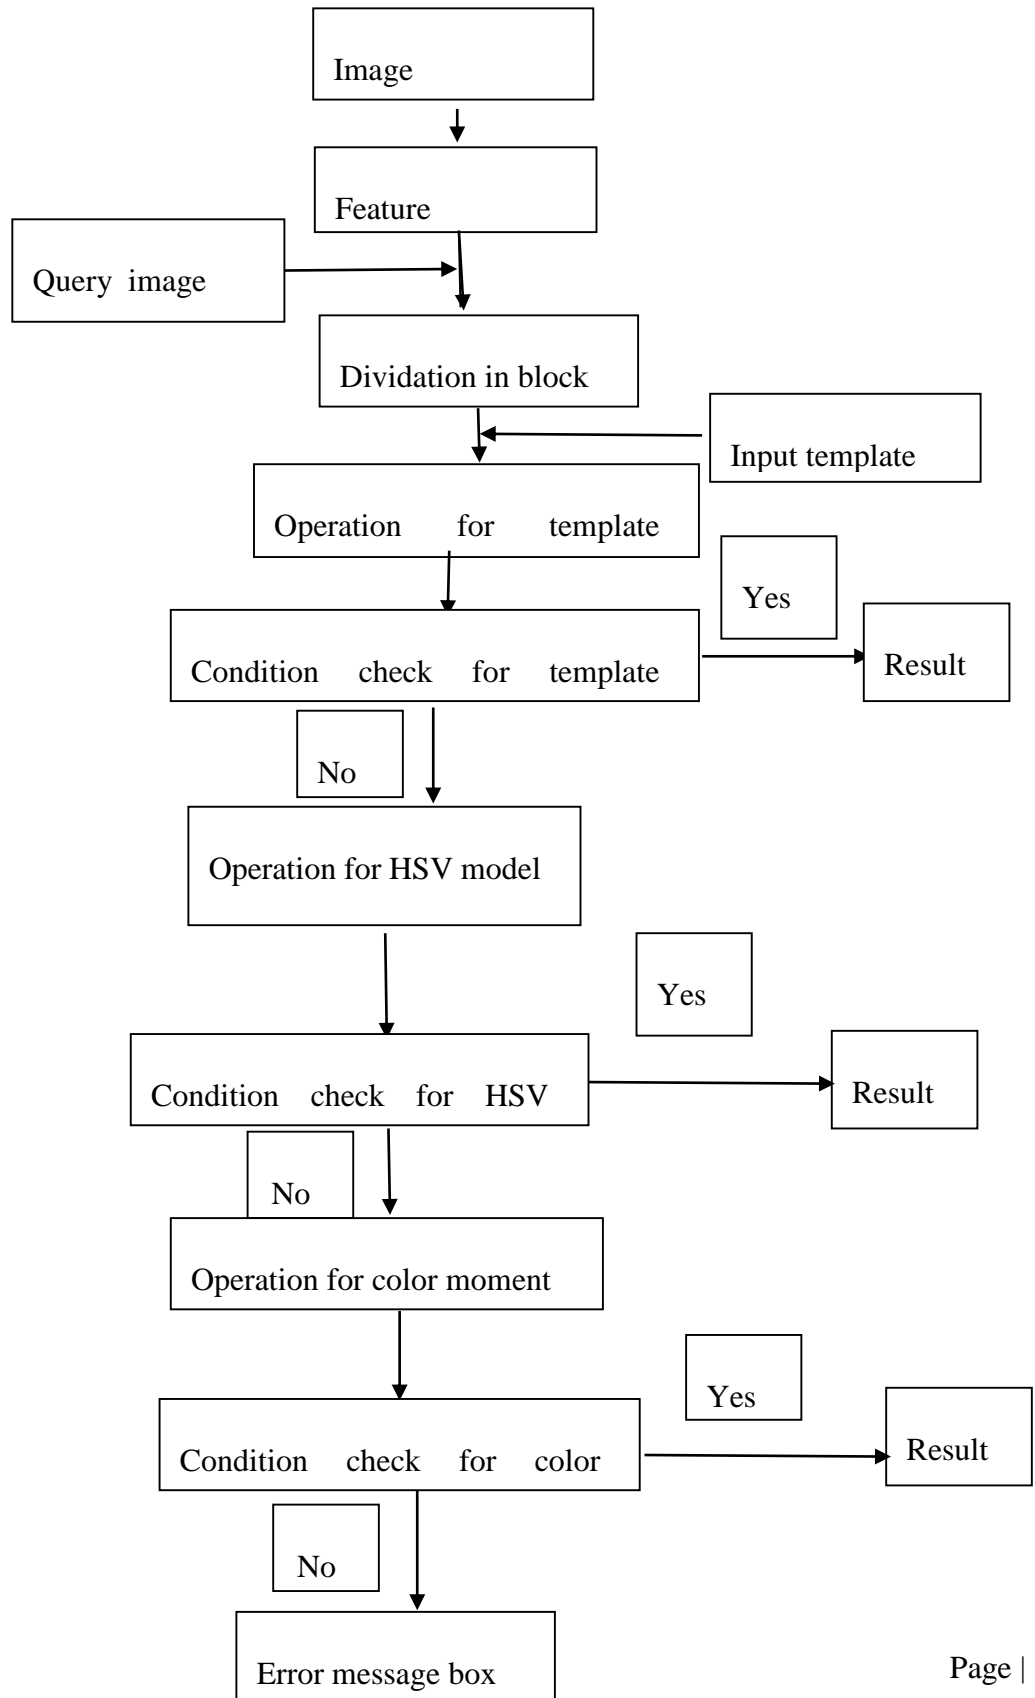 Image
Feature
Query image
Dividation in block
Input template
Operation for template
Yes
Condition check for template
Result
No
Operation for HSV model
Yes
Condition check for HSV
Result
No
Operation for color moment
Yes
Condition check for color
Result
No
Error message box
Page |